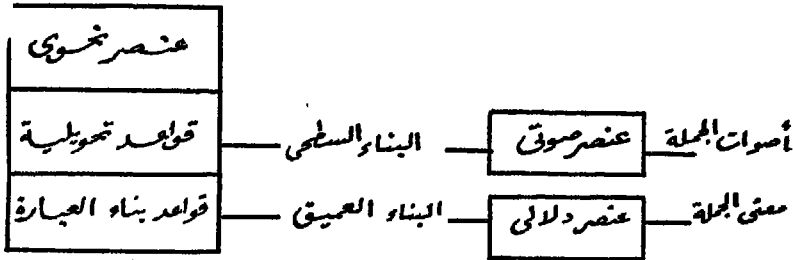 عنصر نحوى
أصوات الجملة عنصر صوتى البناء السطحى قواعد تحويلية
معنى الجملة عنصر دلالى البناء العميق قواعد بناء العبارة